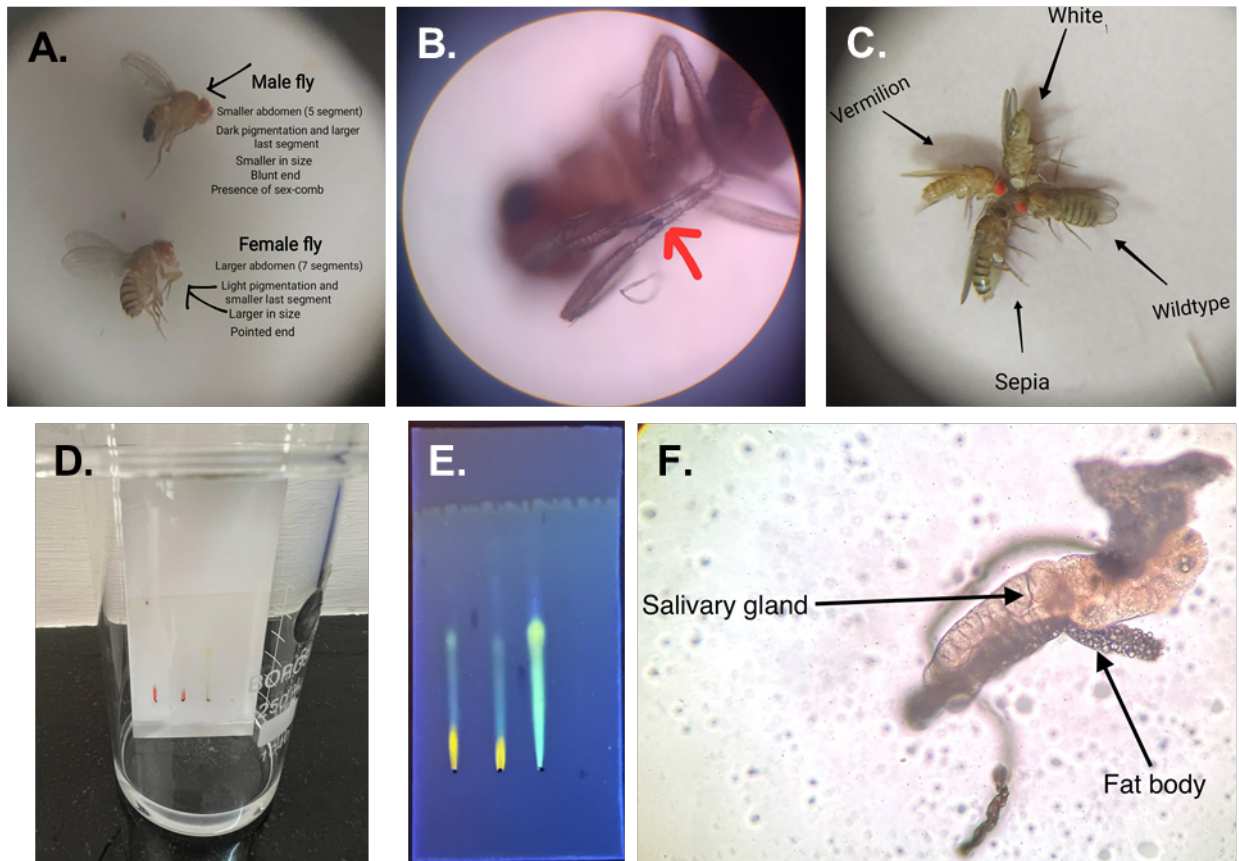 A.
Male fly
Smaller abdomen (5 segment)
Dark pigmentation and larger
last segment
Smaller in size
Blunt end
Presence of sex-comb
Female fly
Larger abdomen (7 segments)
Light pigmentation and
smaller last segment
Larger in size
Pointed end
B.
C.
White
Vermilion
Wildtype
Sepia
D.
250
E.
F.
Salivary gland
Fat body